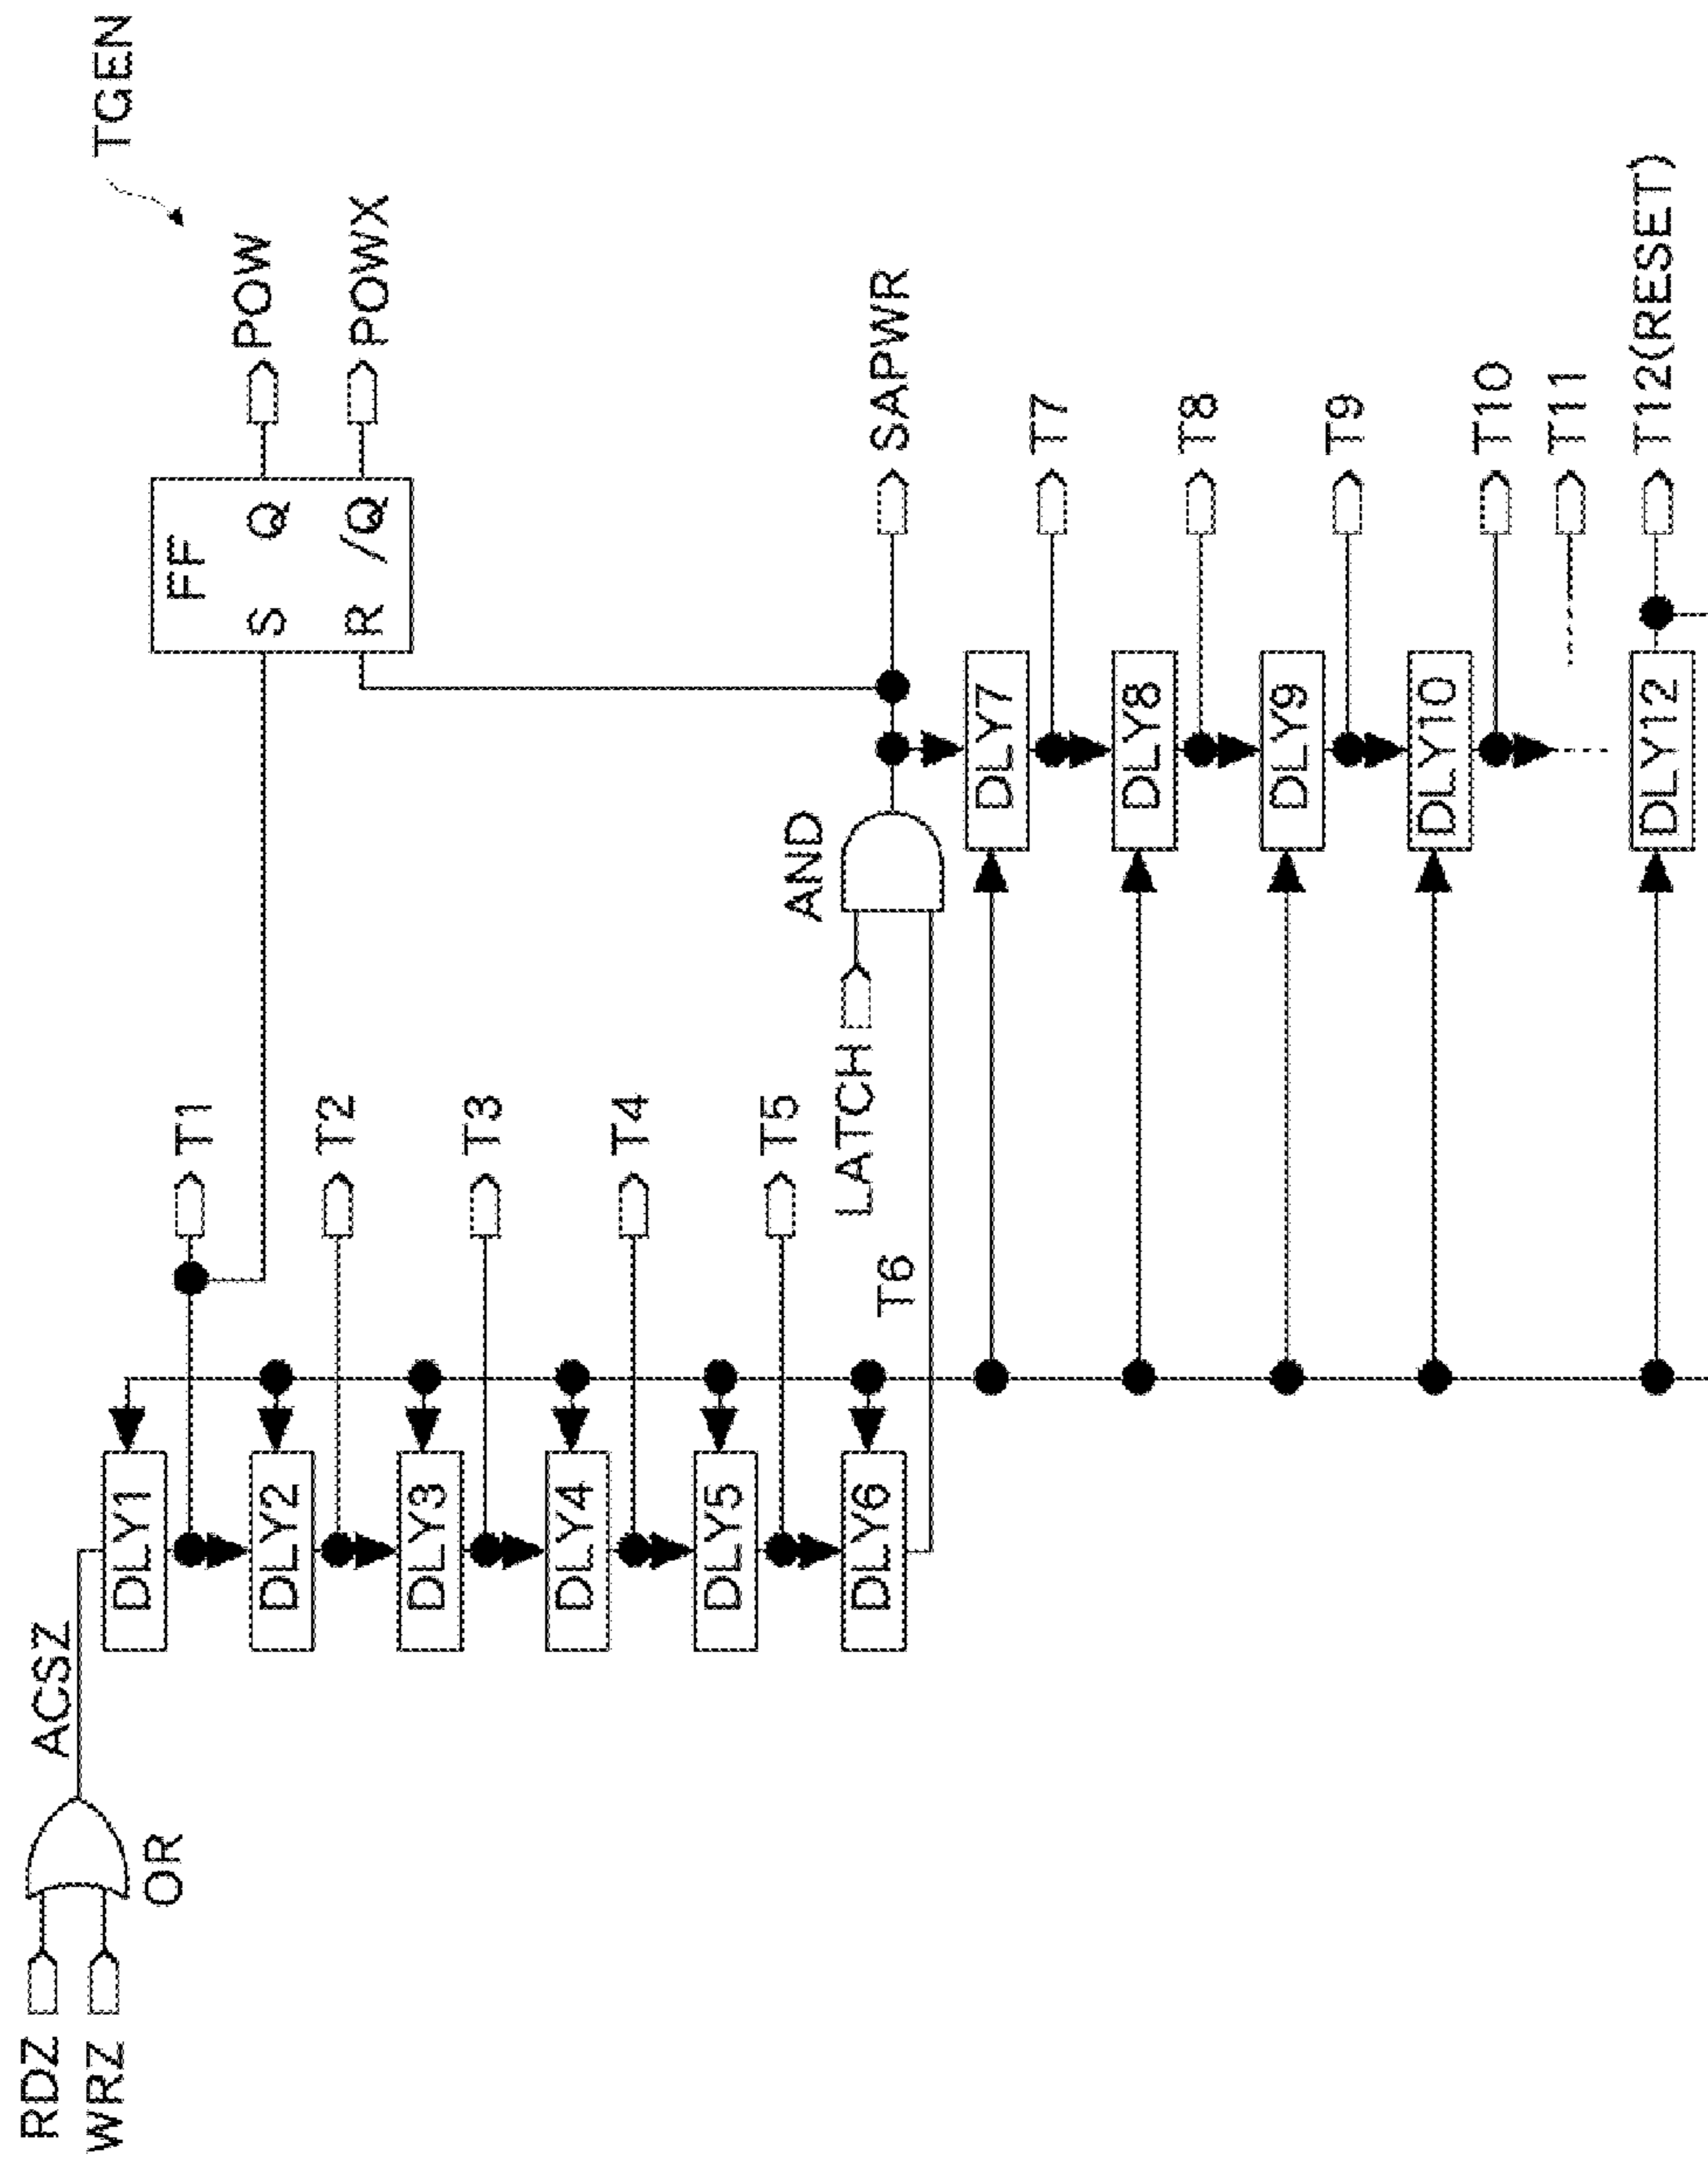 TGEN
RDZ
WRZ
OR
ACSZ
DLY1
T1
DLY2
T2
DLY3
T3
DLY4
T4
DLY5
T5
DLY6
T6
LATCH
AND
FF
S Q
R /Q
POW
POWX
SAPWR
DLY7
T7
DLY8
T8
DLY9
T9
DLY10
T10
T11
DLY12
T12(RESET)